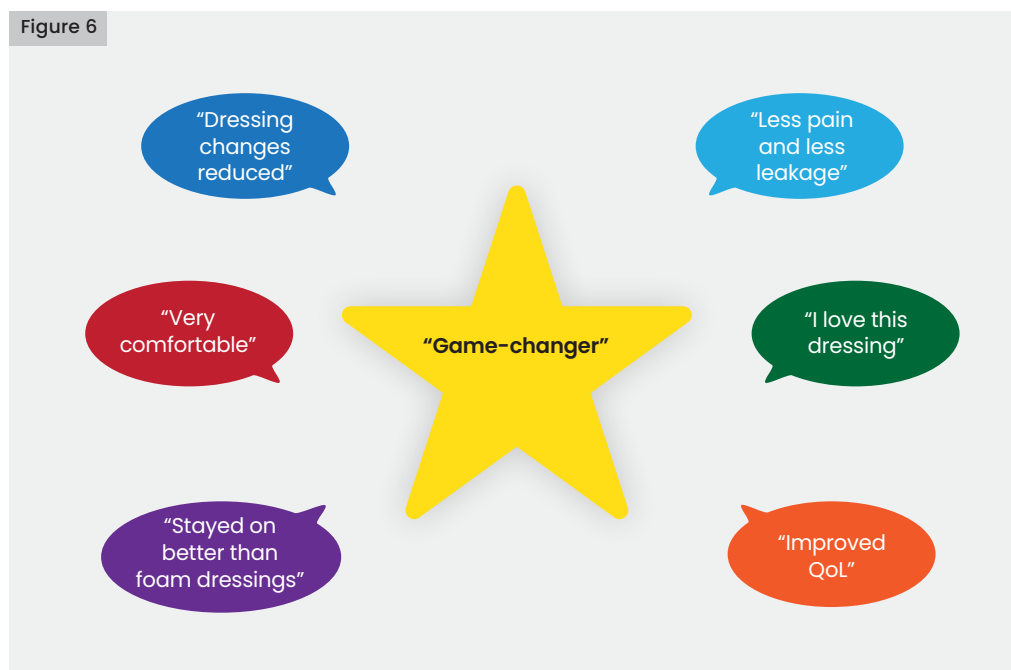 Figure 6
“Dressing
changes
reduced”
“Less pain
and less
leakage”
“Very
comfortable”
“Game-changer”
“I love this
dressing”
“Stayed on
better than
foam dressings”
“Improved
QoL”